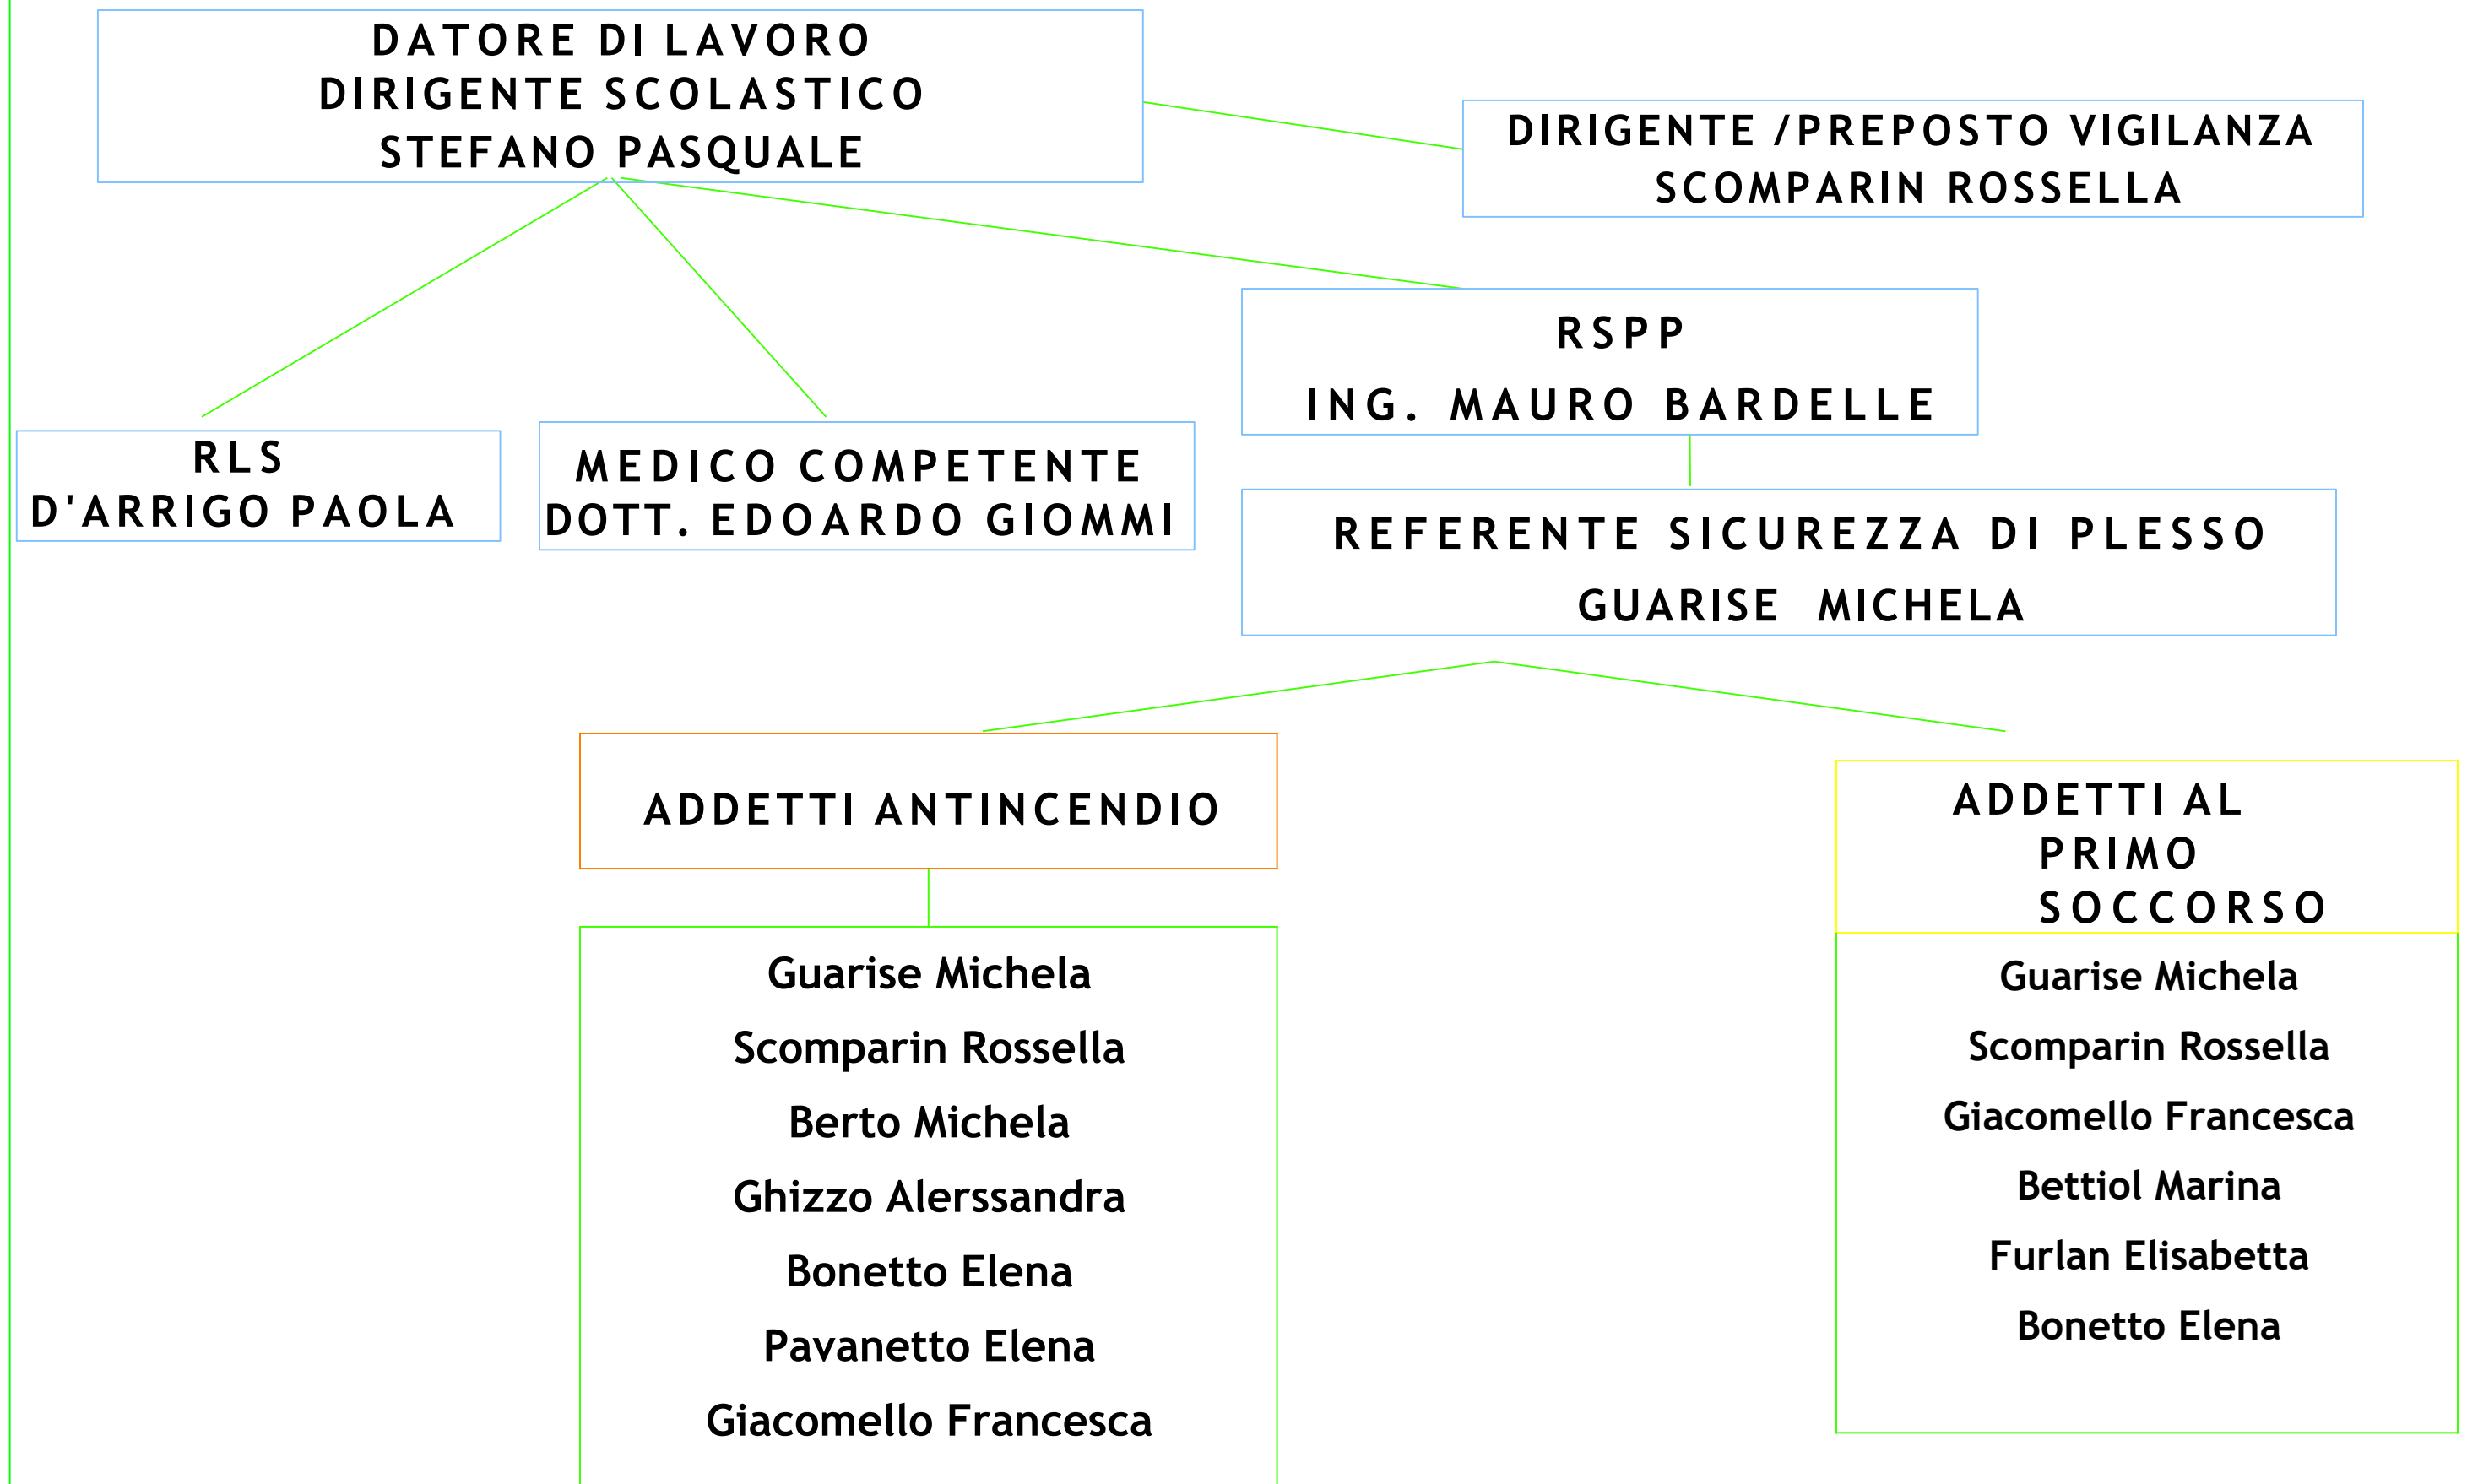 DATORE DI LAVORO
DIRIGENTE SCOLASTICO
STEFANO PASQUALE
DIRIGENTE /PREPOSTO VIGILANZA
SCOMPARIN ROSSELLA
RSPP
ING. MAURO BARDELLE
RLS
D'ARRIGO PAOLA
MEDICO COMPETENTE
DOTT. EDOARDO GIOMMI
REFERENTE SICUREZZA DI PLESSO
GUARISE MICHELA
ADDETTI ANTINCENDIO
Guarise Michela
Scomparin Rossella
Berto Michela
Ghizzo Alerssandra
Bonetto Elena
Pavanetto Elena
Giacomello Francesca
ADDETTI AL
PRIMO
SOCCORSO
Guarise Michela
Scomparin Rossella
Giacomello Francesca
Bettiol Marina
Furlan Elisabetta
Bonetto Elena